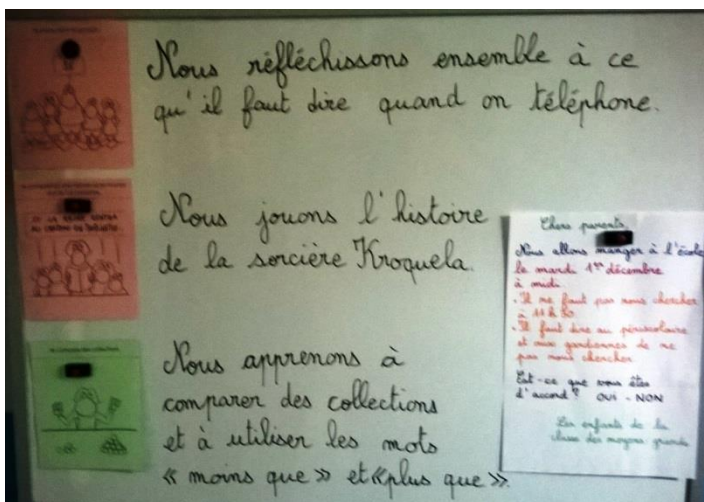 Nous réfléchissons ensemble à ce
qu'il faut dire quand on téléphone.
Nous jouons l'histoire
de la sorcière Kroquela.
Nous apprenons à
comparer des collections
et à utiliser les mots
« moins que » et « plus que ».
Chers parents,
Nous allons manger à l'école
le mardi 1er décembre
à midi.
- Il ne faut pas nous chercher
à 11 h 30
- Il faut dire au périscolaire
et aux gardiennes de ne
pas nous chercher
Est-ce que vous êtes
d'accord ? OUI - NON
Les enfants de la
classe des moyens grands